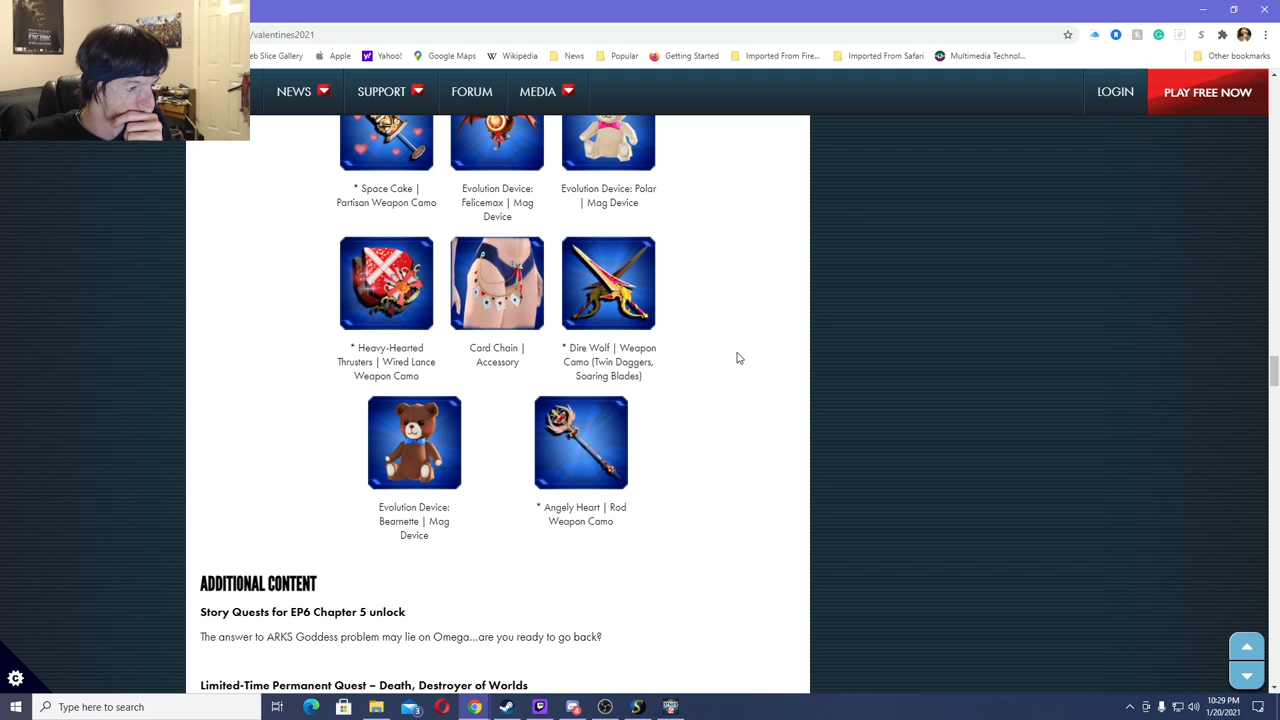 /valentines2021
eb Slice Gallery Apple Yahoo! Google Maps Wikipedia News Popular Getting Started Imported From Fire... Imported From Safari Multimedia Technol... Other bookmarks
NEWS SUPPORT FORUM MEDIA LOGIN PLAY FREE NOW
* Space Cake |
Partisan Weapon Camo
Evolution Device:
Felicemax | Mag
Device
Evolution Device: Polar
| Mag Device
* Heavy-Hearted
Thrusters | Wired Lance
Weapon Camo
Card Chain |
Accessory
* Dire Wolf | Weapon
Camo (Twin Daggers,
Soaring Blades)
Evolution Device:
Bearnette | Mag
Device
* Angely Heart | Rod
Weapon Camo
ADDITIONAL CONTENT
Story Quests for EP6 Chapter 5 unlock
The answer to ARKS Goddess problem may lie on Omega...are you ready to go back?
Limited-Time Permanent Quest – Death, Destroyer of Worlds
Type here to search
10:29 PM
1/20/2021